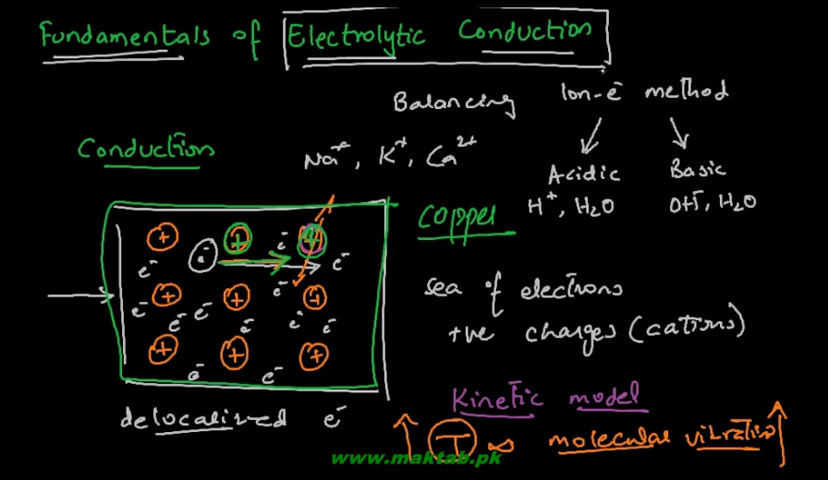 Fundamentals of Electrolytic Conduction
Balancing Ion-e⁻ method
Conduction
Na⁺, K⁺, Ca²⁺
Acidic
Basic
H⁺, H₂O
OH⁻, H₂O
Copper
+ e⁻ + e⁻ + e⁻
e⁻ e⁻
e⁻ + e⁻ + +
e⁻ e⁻ e⁻ e⁻
+ + +
e⁻ e⁻
sea of electrons
+ve charges (cations)
Kinetic model
delocalized e⁻
T ∝ molecular vibration
www.maktab.pk